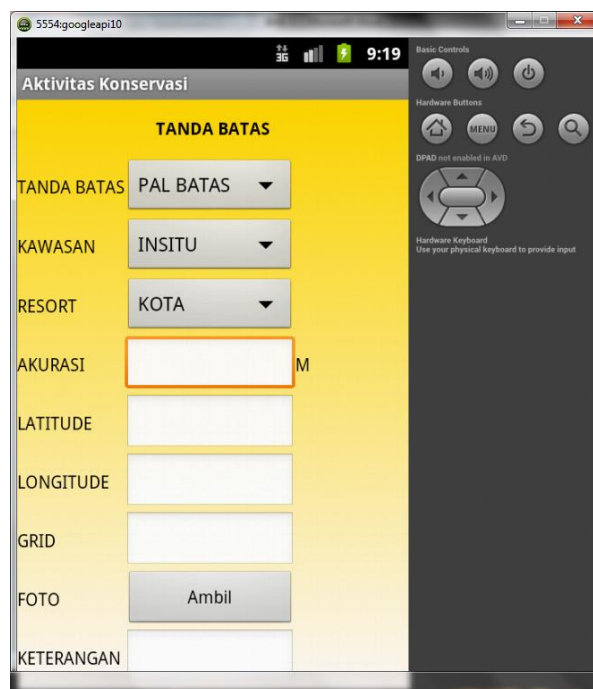 5554:googleapi10
3G 9:19
Aktivitas Konservasi
TANDA BATAS
TANDA BATAS PAL BATAS
KAWASAN INSITU
RESORT KOTA
AKURASI M
LATITUDE
LONGITUDE
GRID
FOTO Ambil
KETERANGAN
Basic Controls
Hardware Buttons
MENU
DPAD not enabled in AVD
Hardware Keyboard
Use your physical keyboard to provide input